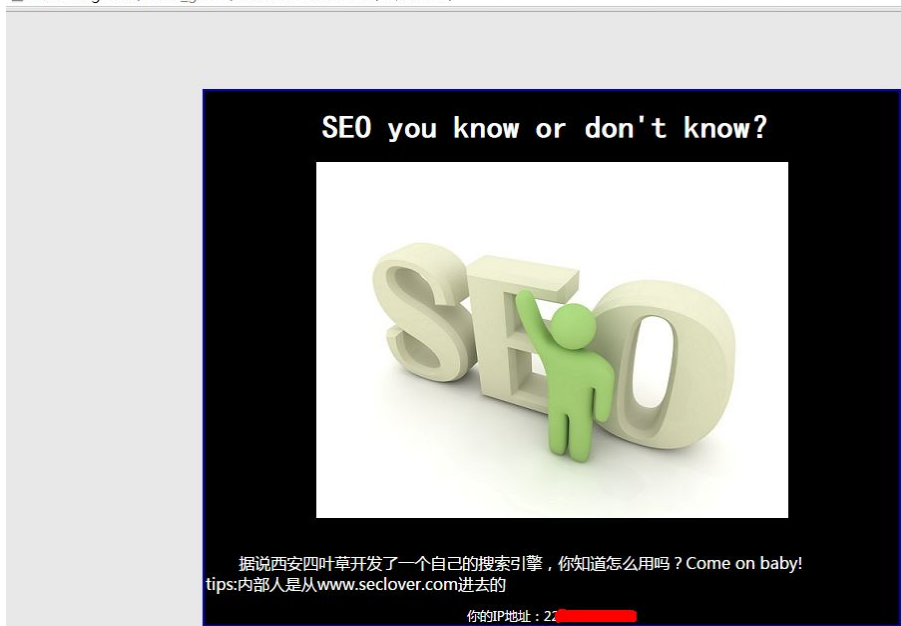 SEO you know or don't know?
SEO
据说西安四叶草开发了一个自己的搜索引擎，你知道怎么用吗？Come on baby!
tips:内部人是从www.seclover.com进去的
你的IP地址：22